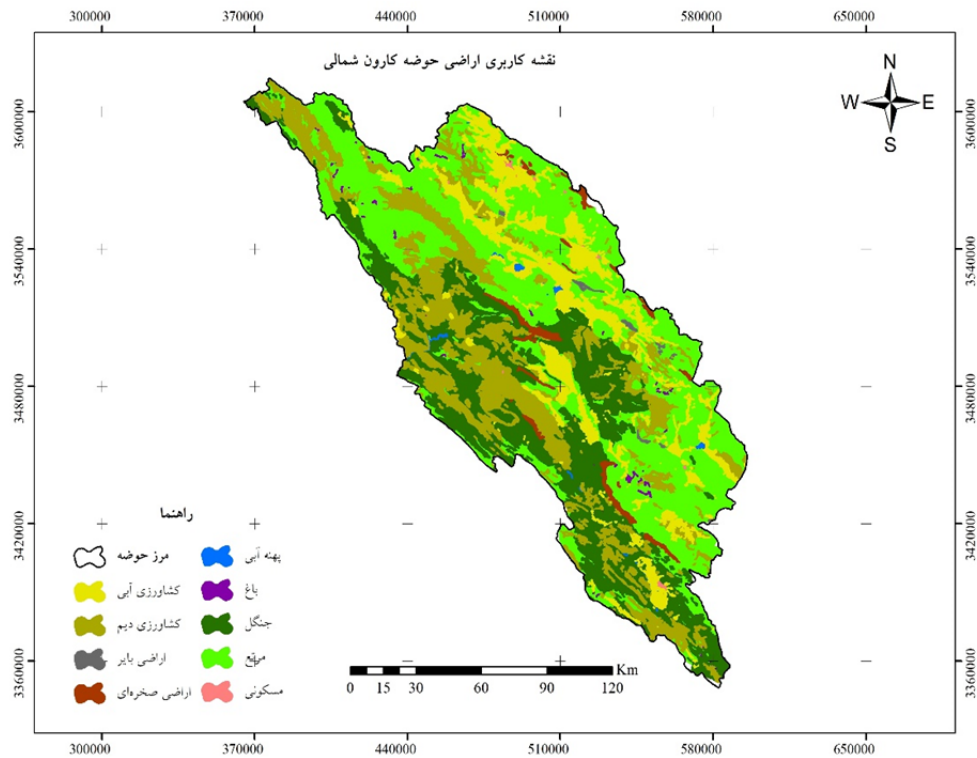 300000 370000 440000 510000 580000 650000
نقشه کاربری اراضی حوضه کارون شمالی
N
W E
S
3600000 3600000
3540000 3540000
3480000 3480000
3420000 3420000
3360000 3360000
راهنما
مرز حوضه پهنه آبی
کشاورزی آبی باغ
کشاورزی دیم جنگل
اراضی بایر مرتع
اراضی صخره‌ای مسکونی
Km
0 15 30 60 90 120
300000 370000 440000 510000 580000 650000